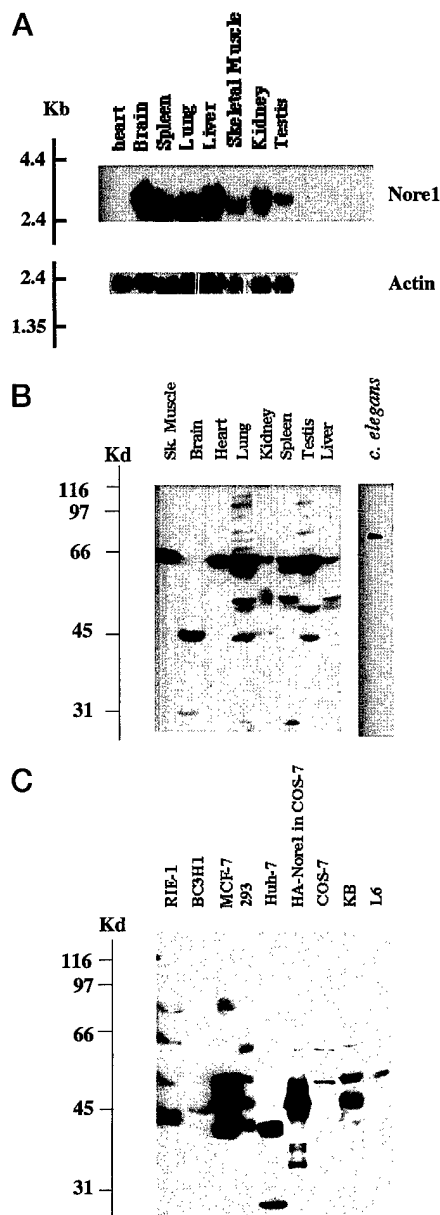 A
Kb
heart
Brain
Spleen
Lung
Liver
Skeletal Muscle
Kidney
Testis
4.4
Nore1
2.4
2.4
Actin
1.35
B
Kd
Sk. Muscle
Brain
Heart
Lung
Kidney
Spleen
Testis
Liver
c. elegans
116
97
66
45
31
C
Kd
RIE-1
BC3H1
MCF-7
293
Huh-7
HA-Nore1 in COS-7
COS-7
KB
L6
116
97
66
45
31